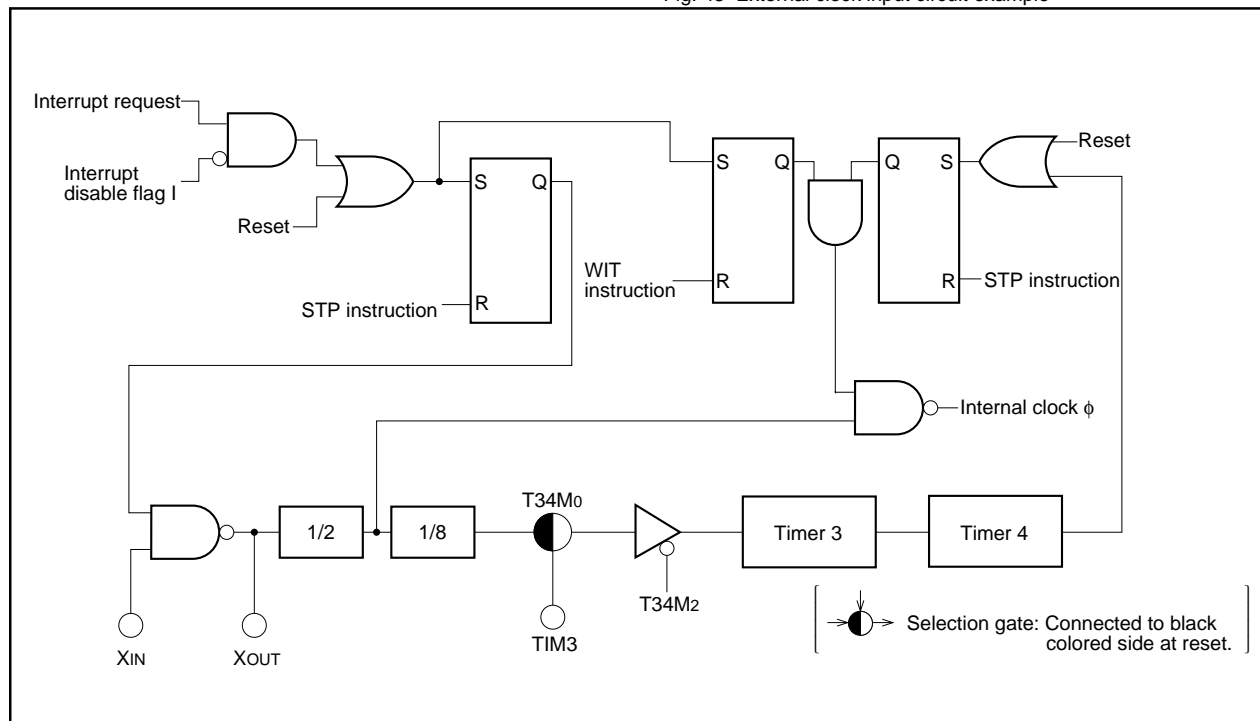 Fig. External clock input circuit example
Interrupt request
Interrupt
disable flag I
Reset
S
Q
R
STP instruction
S
Q
R
WIT
instruction
Q
S
R
Reset
STP instruction
Internal clock ϕ
T34M0
1/2
1/8
Timer 3
Timer 4
T34M2
TIM3
XIN
XOUT
Selection gate: Connected to black
colored side at reset.